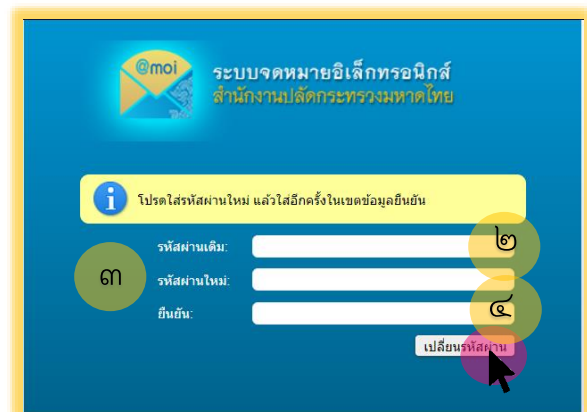 @moi
ระบบจดหมายอิเล็กทรอนิกส์
สำนักงานปลัดกระทรวงมหาดไทย
โปรดใส่รหัสผ่านใหม่ แล้วใส่อีกครั้งในเขตข้อมูลยืนยัน
รหัสผ่านเดิม: ๒
๓ รหัสผ่านใหม่:
ยืนยัน: ๔
เปลี่ยนรหัสผ่าน